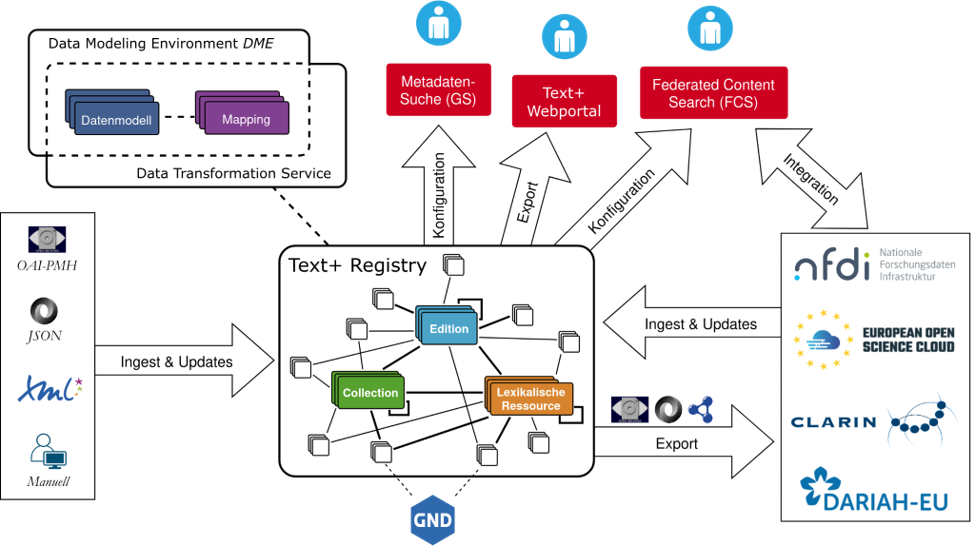 Data Modeling Environment DME
Datenmodell
Mapping
Data Transformation Service
Metadaten-
Suche (GS)
Text+
Webportal
Federated Content
Search (FCS)
Konfiguration
Export
Konfiguration
Integration
OAI-PMH
JSON
XML
Manuell
Ingest & Updates
Text+ Registry
Edition
Collection
Lexikalische
Ressource
GND
Ingest & Updates
Export
nfdi
Nationale
Forschungsdaten
Infrastruktur
EUROPEAN OPEN
SCIENCE CLOUD
CLARIN
DARIAH-EU